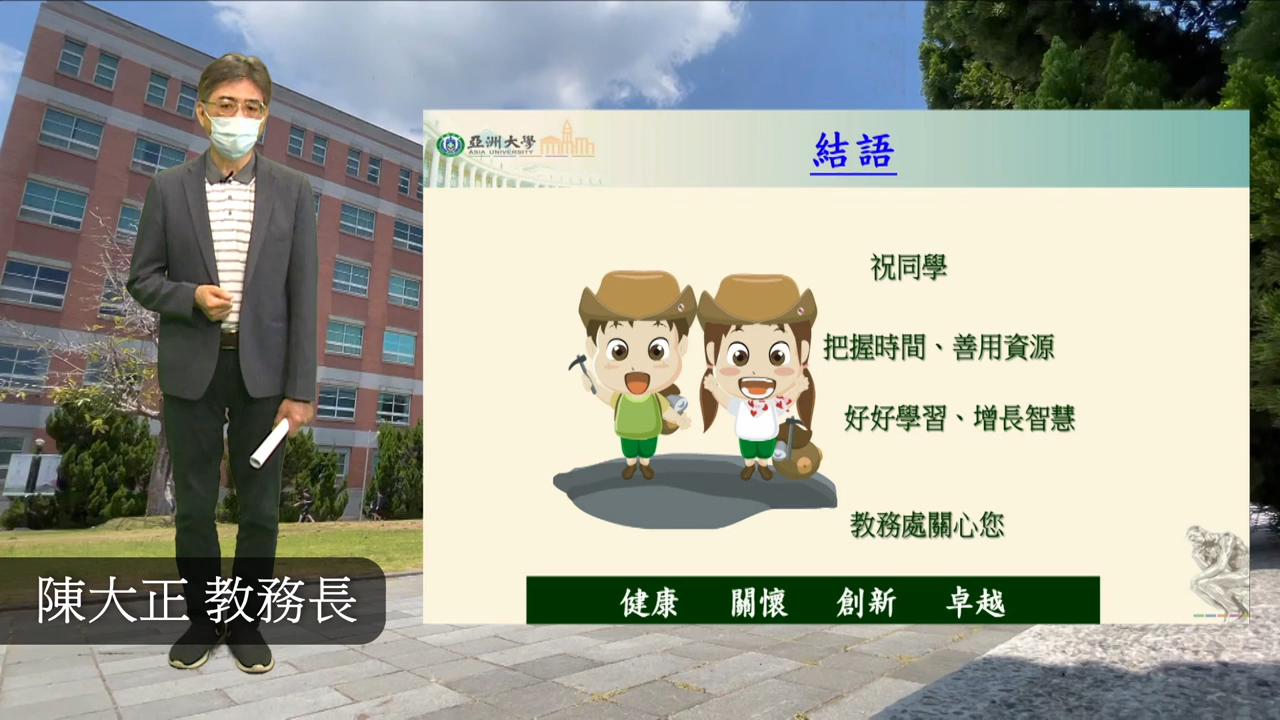 亞洲大學
ASIA UNIVERSITY
結語
祝同學
把握時間、善用資源
好好學習、增長智慧
教務處關心您
健康 關懷 創新 卓越
陳大正 教務長